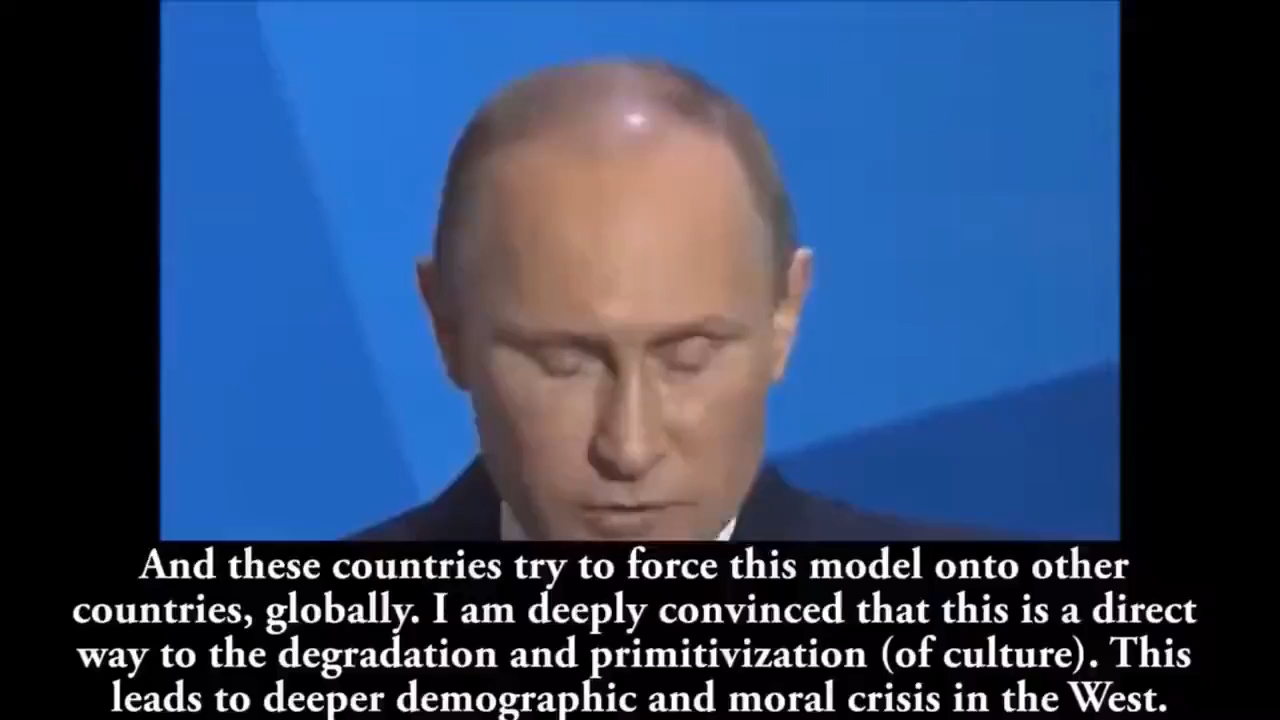 And these countries try to force this model onto other
countries, globally. I am deeply convinced that this is a direct
way to the degradation and primitivization (of culture). This
leads to deeper demographic and moral crisis in the West.